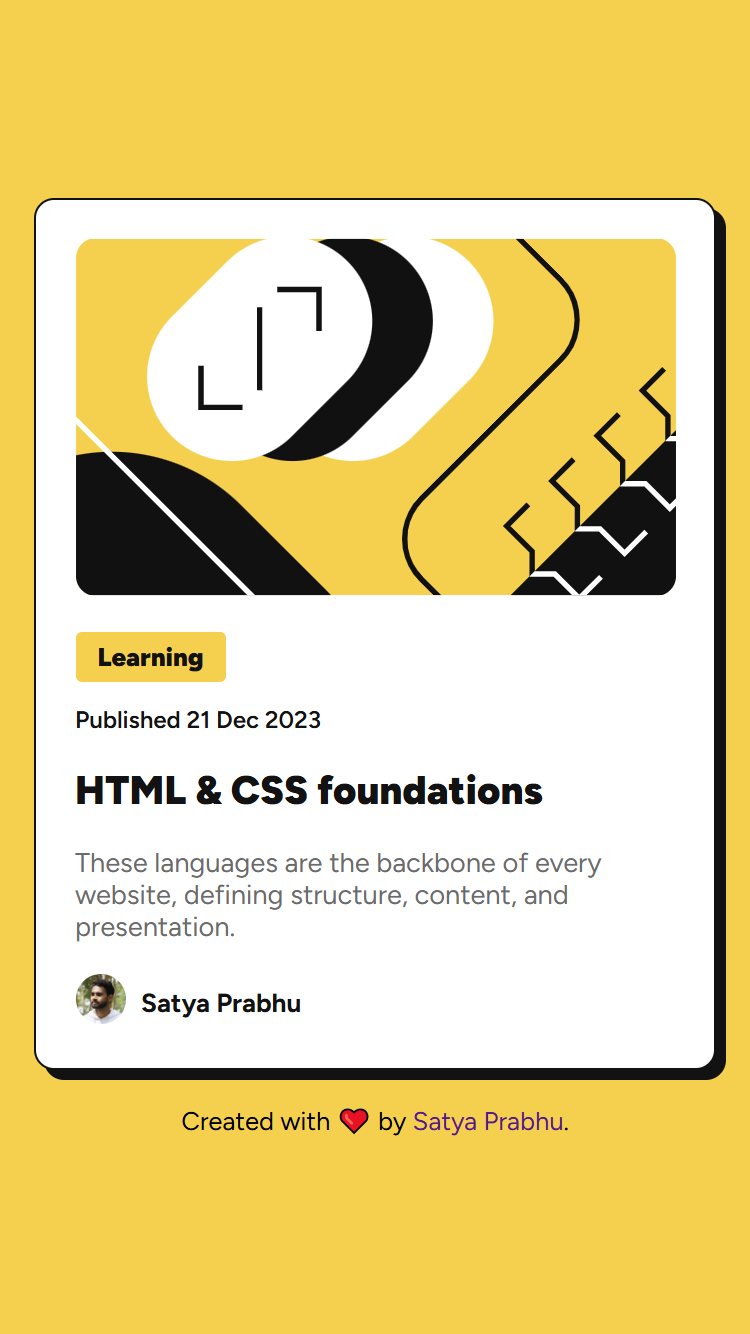 Learning
Published 21 Dec 2023
HTML & CSS foundations
These languages are the backbone of every
website, defining structure, content, and
presentation.
Satya Prabhu
Created with ❤️ by Satya Prabhu.